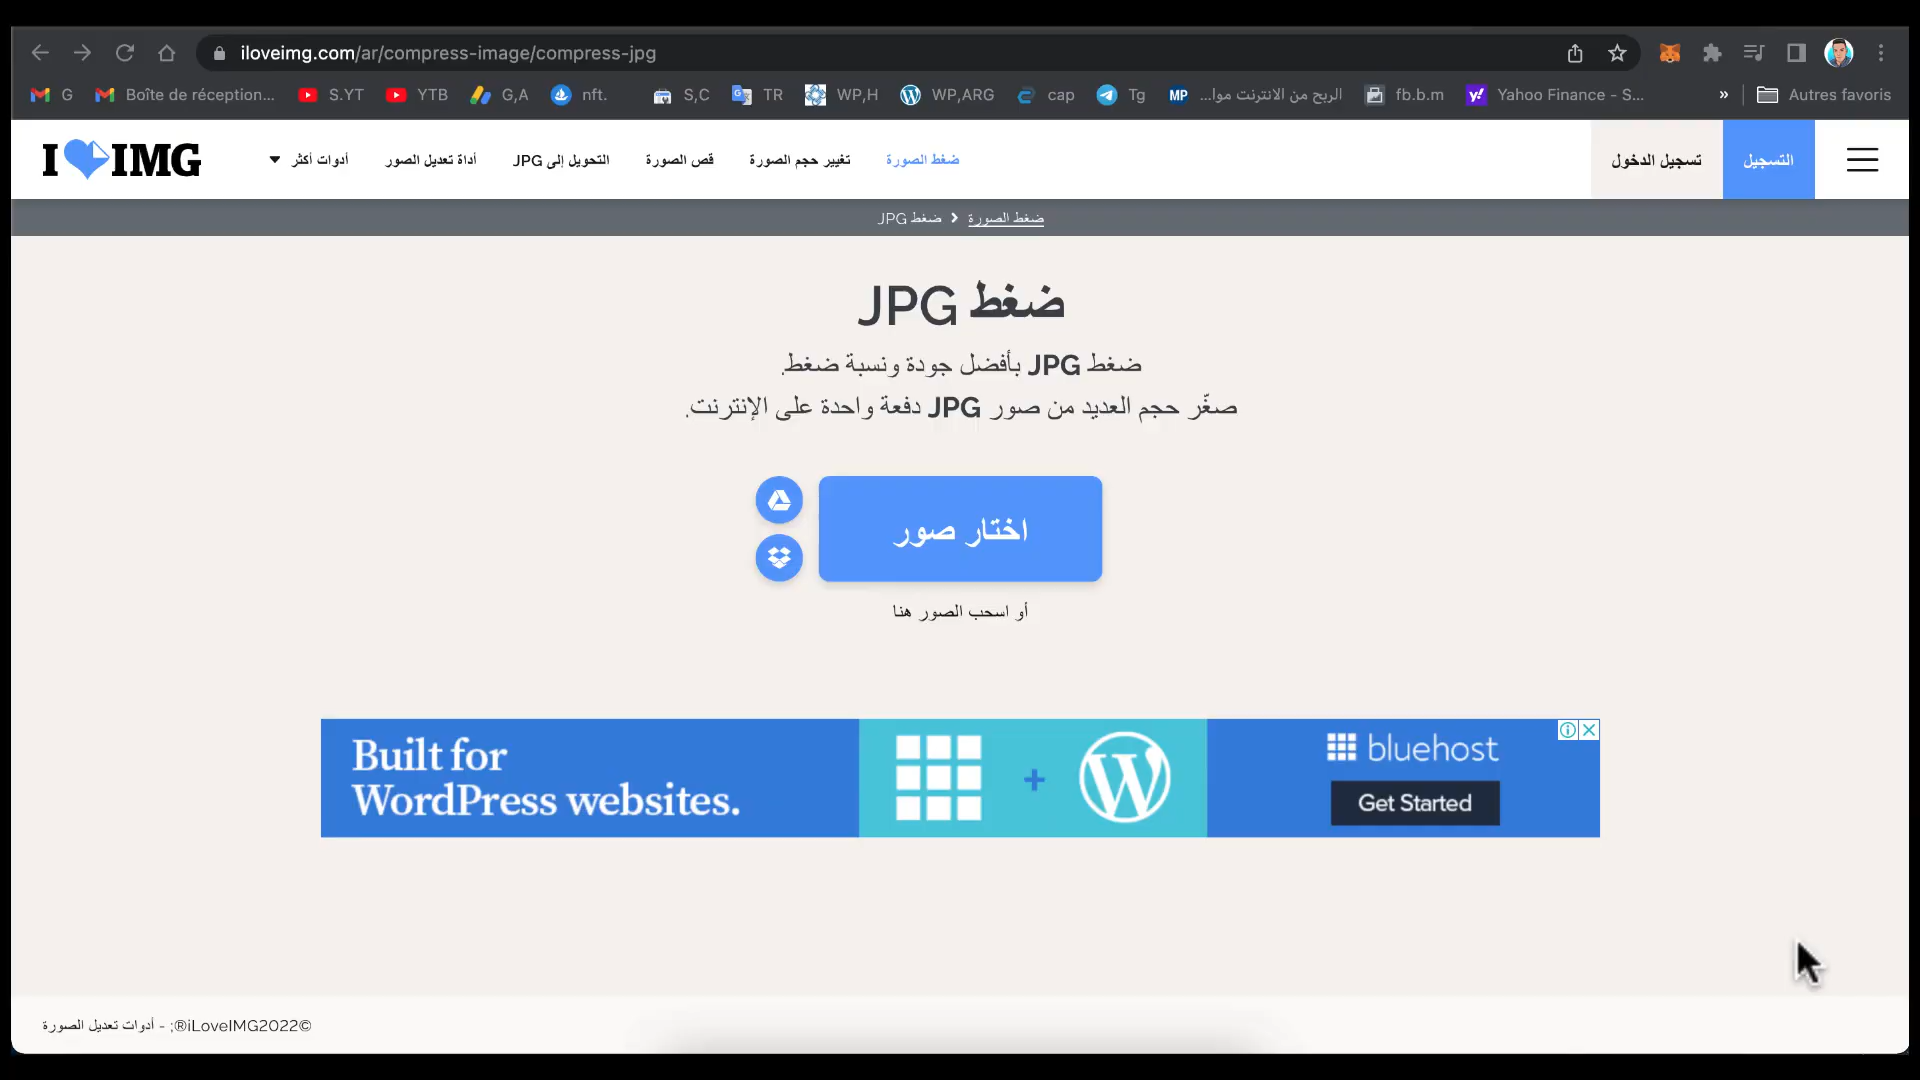 iloveimg.com/ar/compress-image/compress-jpg
G
Boîte de réception...
S.YT
YTB
G,A
nft.
S,C
TR
WP,H
WP,ARG
cap
Tg
MP
الربح من الانترنت موا...
fb.b.m
Yahoo Finance - S...
»
Autres favoris
I IMG
أدوات أكثر
أداة تعديل الصور
التحويل إلى JPG
قص الصورة
تغيير حجم الصورة
ضغط الصورة
تسجيل الدخول
التسجيل
ضغط الصورة > ضغط JPG
ضغط JPG
ضغط JPG بأفضل جودة ونسبة ضغط.
صغّر حجم العديد من صور JPG دفعة واحدة على الإنترنت.
اختار صور
أو اسحب الصور هنا
Built for
WordPress websites.
+
bluehost
Get Started
©iLoveIMG2022®; - أدوات تعديل الصورة